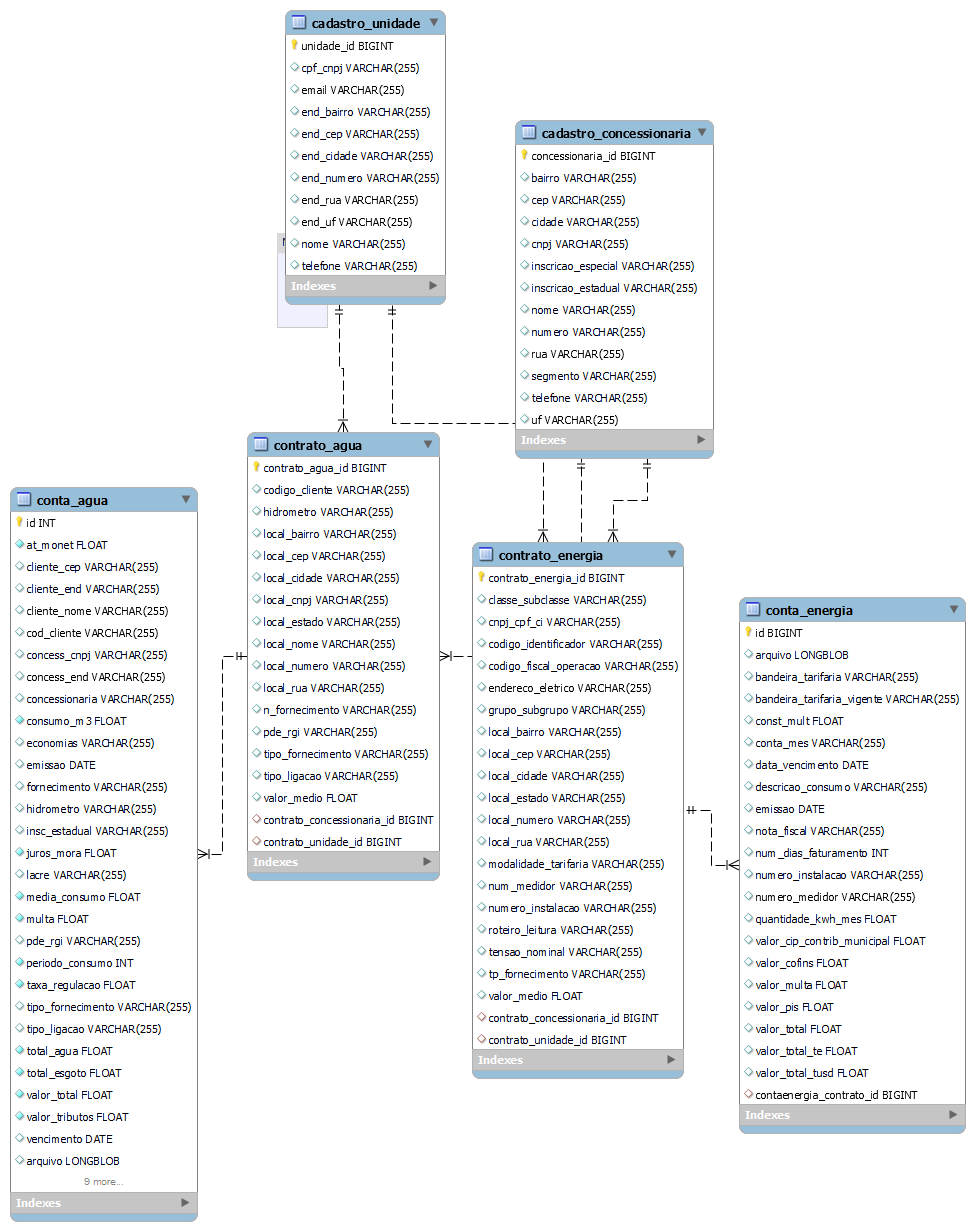 cadastro_unidade
unidade_id BIGINT
cpf_cnpj VARCHAR(255)
email VARCHAR(255)
end_bairro VARCHAR(255)
end_cep VARCHAR(255)
end_cidade VARCHAR(255)
end_numero VARCHAR(255)
end_rua VARCHAR(255)
end_uf VARCHAR(255)
nome VARCHAR(255)
telefone VARCHAR(255)
Indexes
cadastro_concessionaria
concessionaria_id BIGINT
bairro VARCHAR(255)
cep VARCHAR(255)
cidade VARCHAR(255)
cnpj VARCHAR(255)
inscricao_especial VARCHAR(255)
inscricao_estadual VARCHAR(255)
nome VARCHAR(255)
numero VARCHAR(255)
rua VARCHAR(255)
segmento VARCHAR(255)
telefone VARCHAR(255)
uf VARCHAR(255)
Indexes
contrato_agua
contrato_agua_id BIGINT
codigo_cliente VARCHAR(255)
hidrometro VARCHAR(255)
local_bairro VARCHAR(255)
local_cep VARCHAR(255)
local_cidade VARCHAR(255)
local_cnpj VARCHAR(255)
local_estado VARCHAR(255)
local_nome VARCHAR(255)
local_numero VARCHAR(255)
local_rua VARCHAR(255)
n_fornecimento VARCHAR(255)
pde_rgi VARCHAR(255)
tipo_fornecimento VARCHAR(255)
tipo_ligacao VARCHAR(255)
valor_medio FLOAT
contrato_concessionaria_id BIGINT
contrato_unidade_id BIGINT
Indexes
conta_agua
id INT
at_monet FLOAT
cliente_cep VARCHAR(255)
cliente_end VARCHAR(255)
cliente_nome VARCHAR(255)
cod_cliente VARCHAR(255)
concess_cnpj VARCHAR(255)
concess_end VARCHAR(255)
concessionaria VARCHAR(255)
consumo_m3 FLOAT
economias VARCHAR(255)
emissao DATE
fornecimento VARCHAR(255)
hidrometro VARCHAR(255)
insc_estadual VARCHAR(255)
juros_mora FLOAT
lacre VARCHAR(255)
media_consumo FLOAT
multa FLOAT
pde_rgi VARCHAR(255)
periodo_consumo INT
taxa_regulacao FLOAT
tipo_fornecimento VARCHAR(255)
tipo_ligacao VARCHAR(255)
total_agua FLOAT
total_esgoto FLOAT
valor_total FLOAT
valor_tributos FLOAT
vencimento DATE
arquivo LONGBLOB
9 more...
Indexes
contrato_energia
contrato_energia_id BIGINT
classe_subclasse VARCHAR(255)
cnpj_cpf_ci VARCHAR(255)
codigo_identificador VARCHAR(255)
codigo_fiscal_operacao VARCHAR(255)
endereco_eletrico VARCHAR(255)
grupo_subgrupo VARCHAR(255)
local_bairro VARCHAR(255)
local_cep VARCHAR(255)
local_cidade VARCHAR(255)
local_estado VARCHAR(255)
local_numero VARCHAR(255)
local_rua VARCHAR(255)
modalidade_tarifaria VARCHAR(255)
num_medidor VARCHAR(255)
numero_instalacao VARCHAR(255)
roteiro_leitura VARCHAR(255)
tensao_nominal VARCHAR(255)
tp_fornecimento VARCHAR(255)
valor_medio FLOAT
contrato_concessionaria_id BIGINT
contrato_unidade_id BIGINT
Indexes
conta_energia
id BIGINT
arquivo LONGBLOB
bandeira_tarifaria VARCHAR(255)
bandeira_tarifaria_vigente VARCHAR(255)
const_mult FLOAT
conta_mes VARCHAR(255)
data_vencimento DATE
descricao_consumo VARCHAR(255)
emissao DATE
nota_fiscal VARCHAR(255)
num_dias_faturamento INT
numero_instalacao VARCHAR(255)
numero_medidor VARCHAR(255)
quantidade_kwh_mes FLOAT
valor_cip_contrib_municipal FLOAT
valor_cofins FLOAT
valor_multa FLOAT
valor_pis FLOAT
valor_total FLOAT
valor_total_te FLOAT
valor_total_tusd FLOAT
contaenergia_contrato_id BIGINT
Indexes